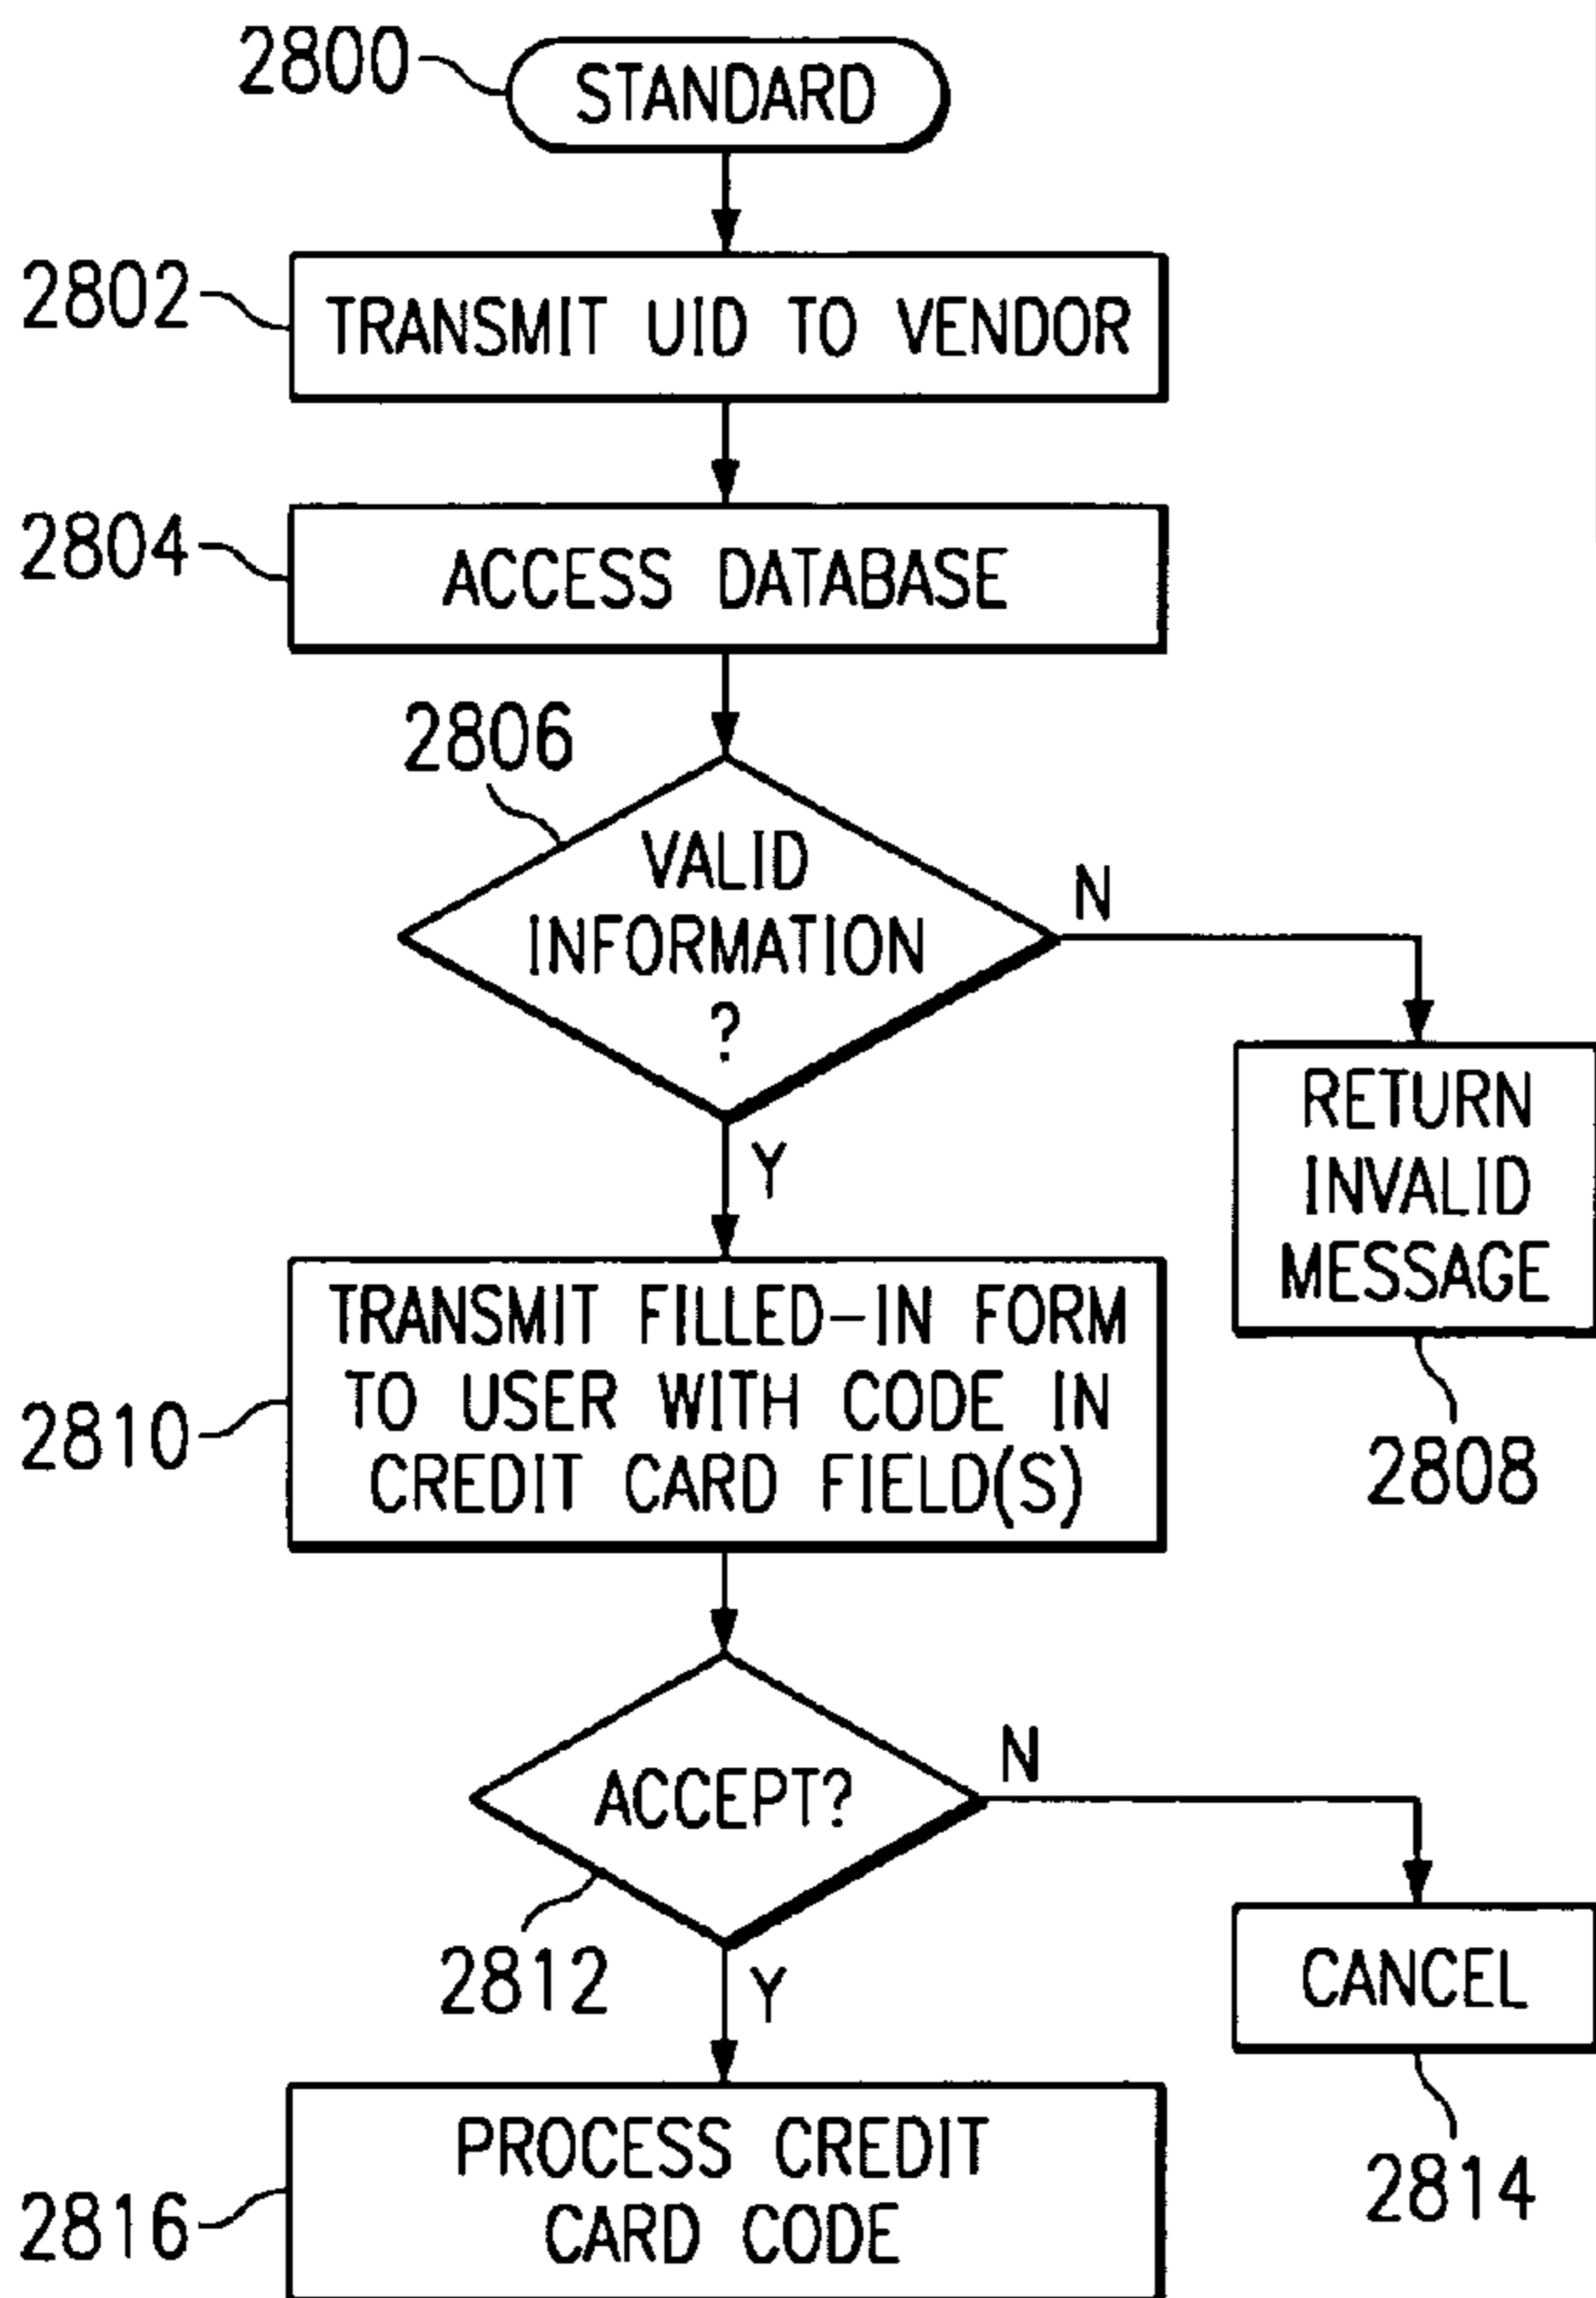 2800
STANDARD
2802
TRANSMIT UID TO VENDOR
2804
ACCESS DATABASE
2806
VALID
INFORMATION
?
N
Y
RETURN
INVALID
MESSAGE
2808
TRANSMIT FILLED-IN FORM
TO USER WITH CODE IN
CREDIT CARD FIELD(S)
2810
ACCEPT?
N
2812
Y
CANCEL
2814
PROCESS CREDIT
CARD CODE
2816